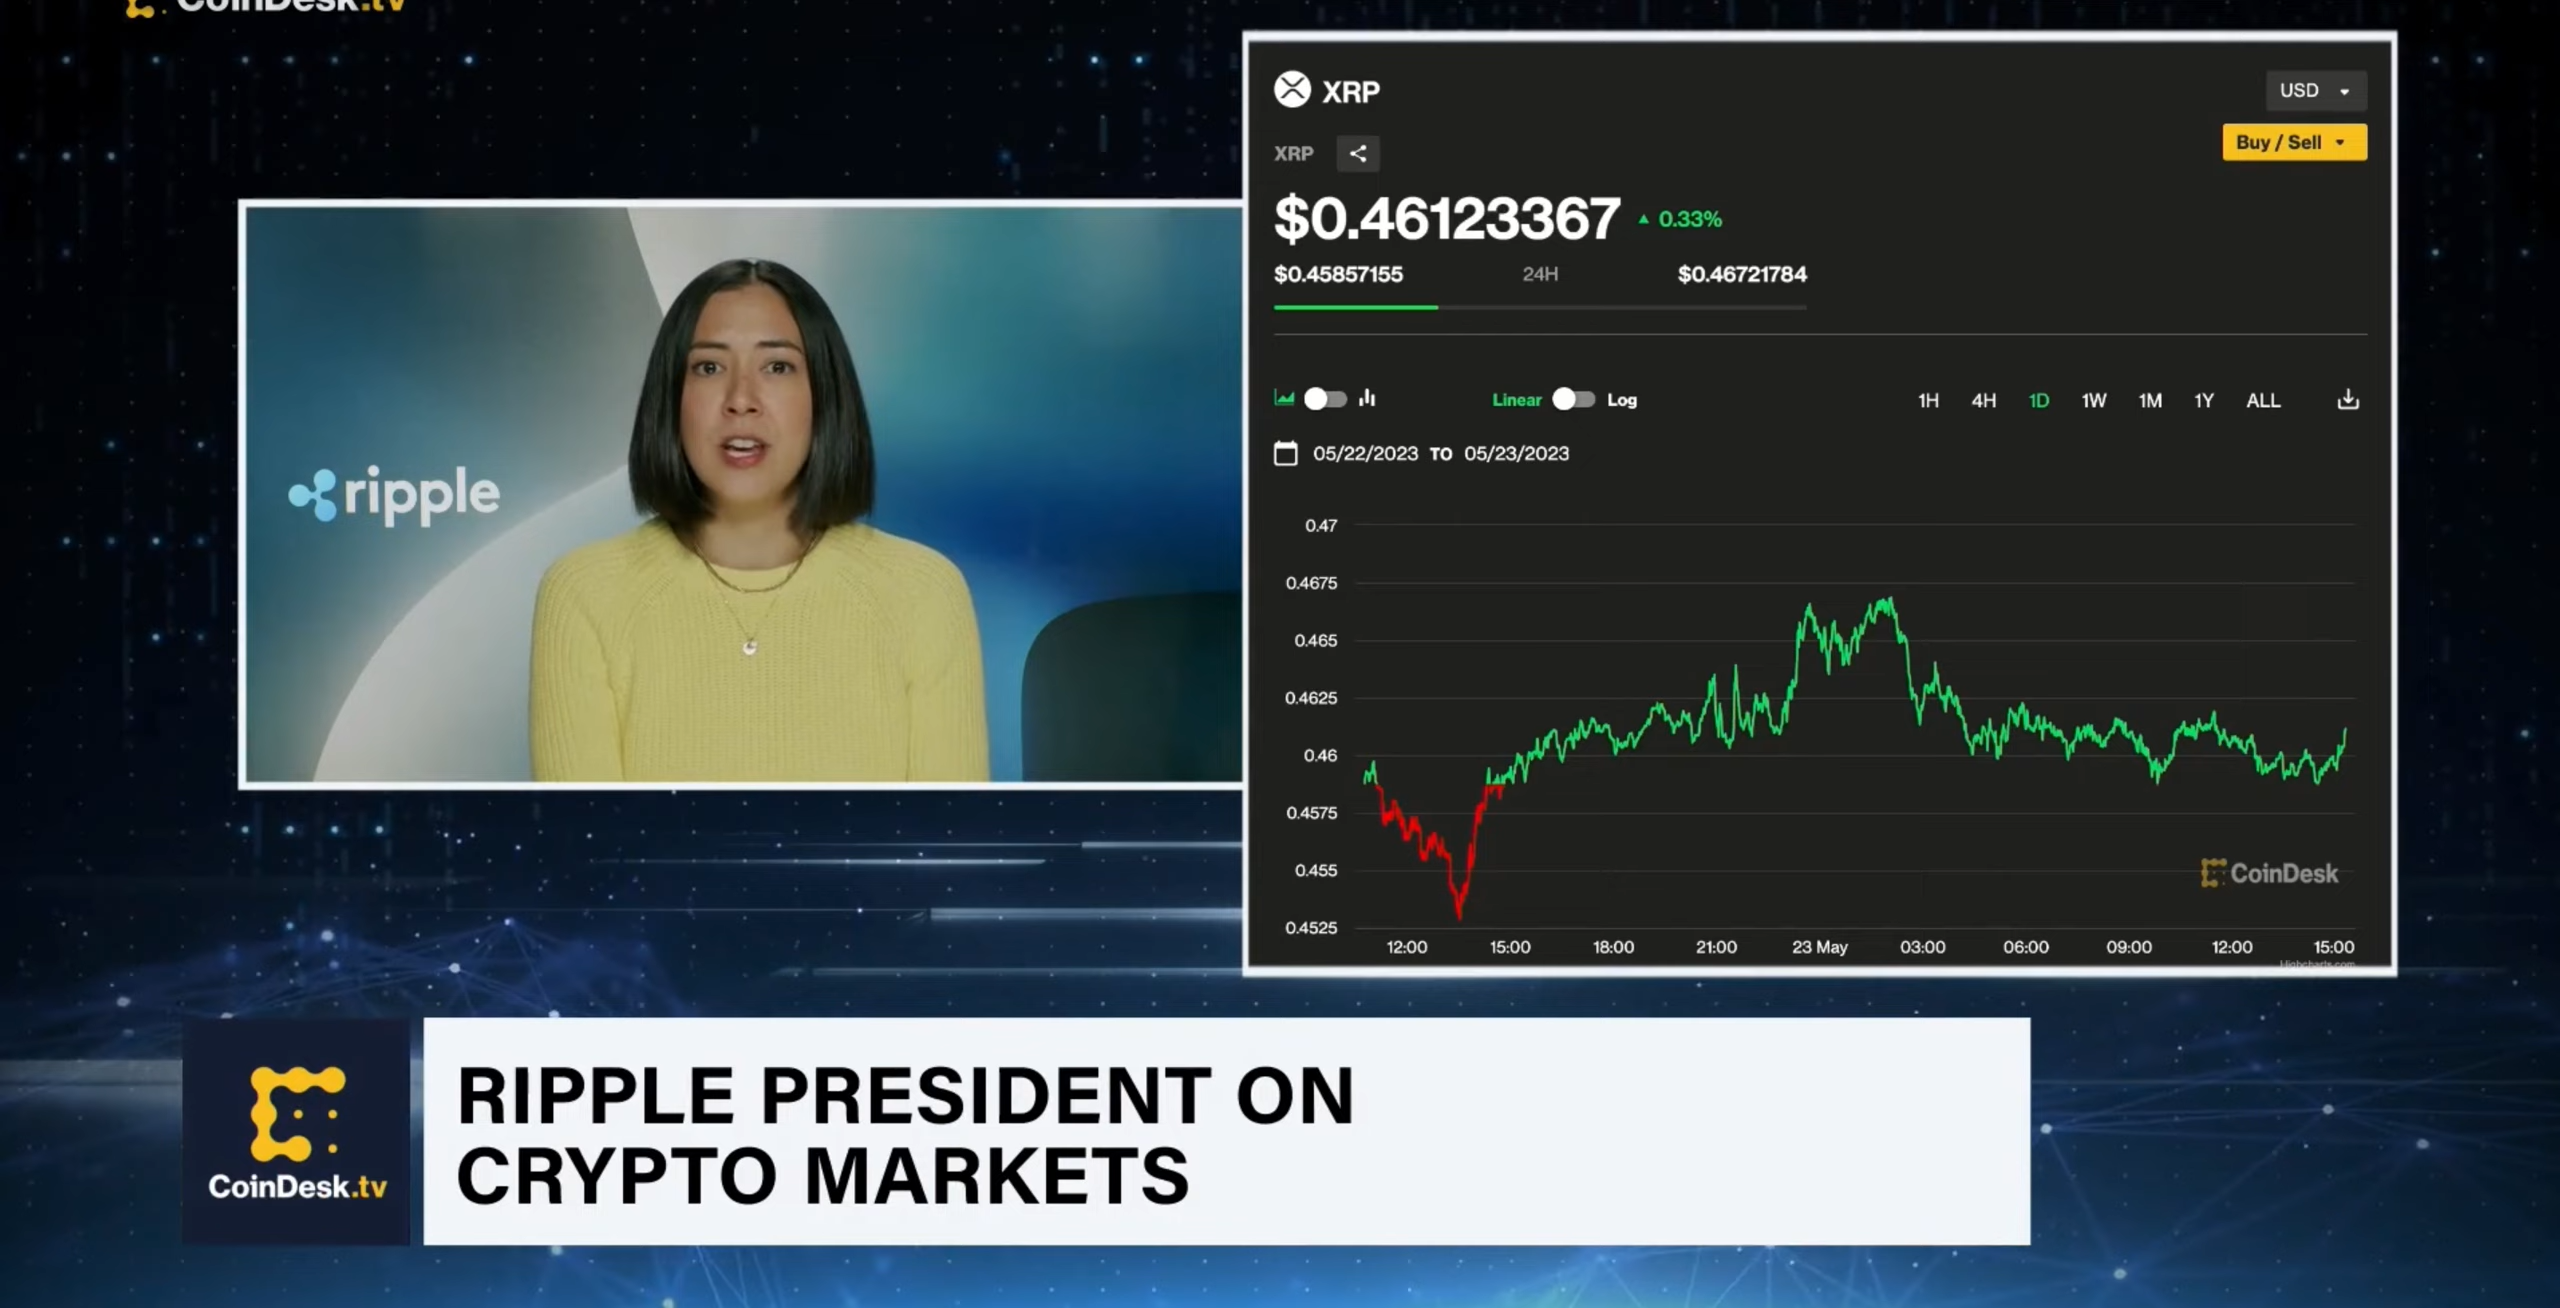 CoinDesk.tv
XRP
USD
Buy / Sell
XRP
$0.46123367 0.33%
$0.45857155 24H $0.46721784
Linear Log 1H 4H 1D 1W 1M 1Y ALL
05/22/2023 TO 05/23/2023
ripple
0.47
0.4675
0.465
0.4625
0.46
0.4575
0.455
0.4525
CoinDesk
12:00 15:00 18:00 21:00 23 May 03:00 06:00 09:00 12:00 15:00
Highcharts.com
RIPPLE PRESIDENT ON
CRYPTO MARKETS
CoinDesk.tv